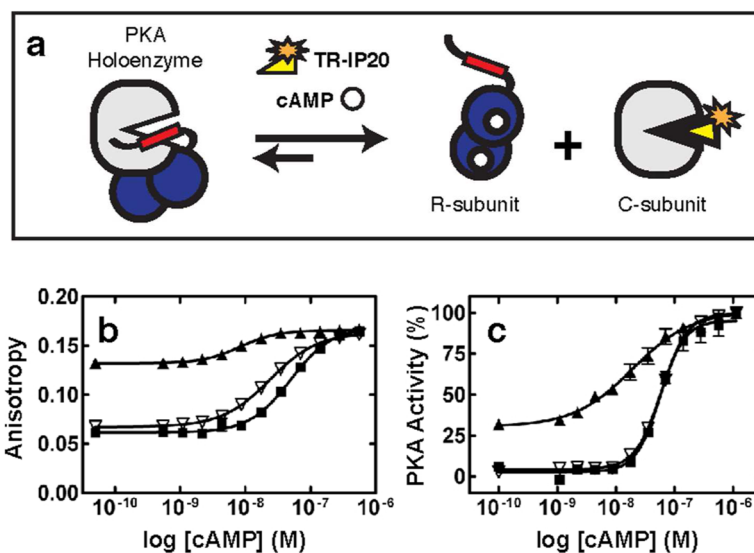 a
PKA
Holoenzyme
TR-IP20
cAMP
+
R-subunit
C-subunit
b
Anisotropy
0.20
0.15
0.10
0.05
0.00
10⁻¹⁰ 10⁻⁹ 10⁻⁸ 10⁻⁷ 10⁻⁶
log [cAMP] (M)
c
PKA Activity (%)
100
75
50
25
0
10⁻¹⁰ 10⁻⁹ 10⁻⁸ 10⁻⁷ 10⁻⁶
log [cAMP] (M)